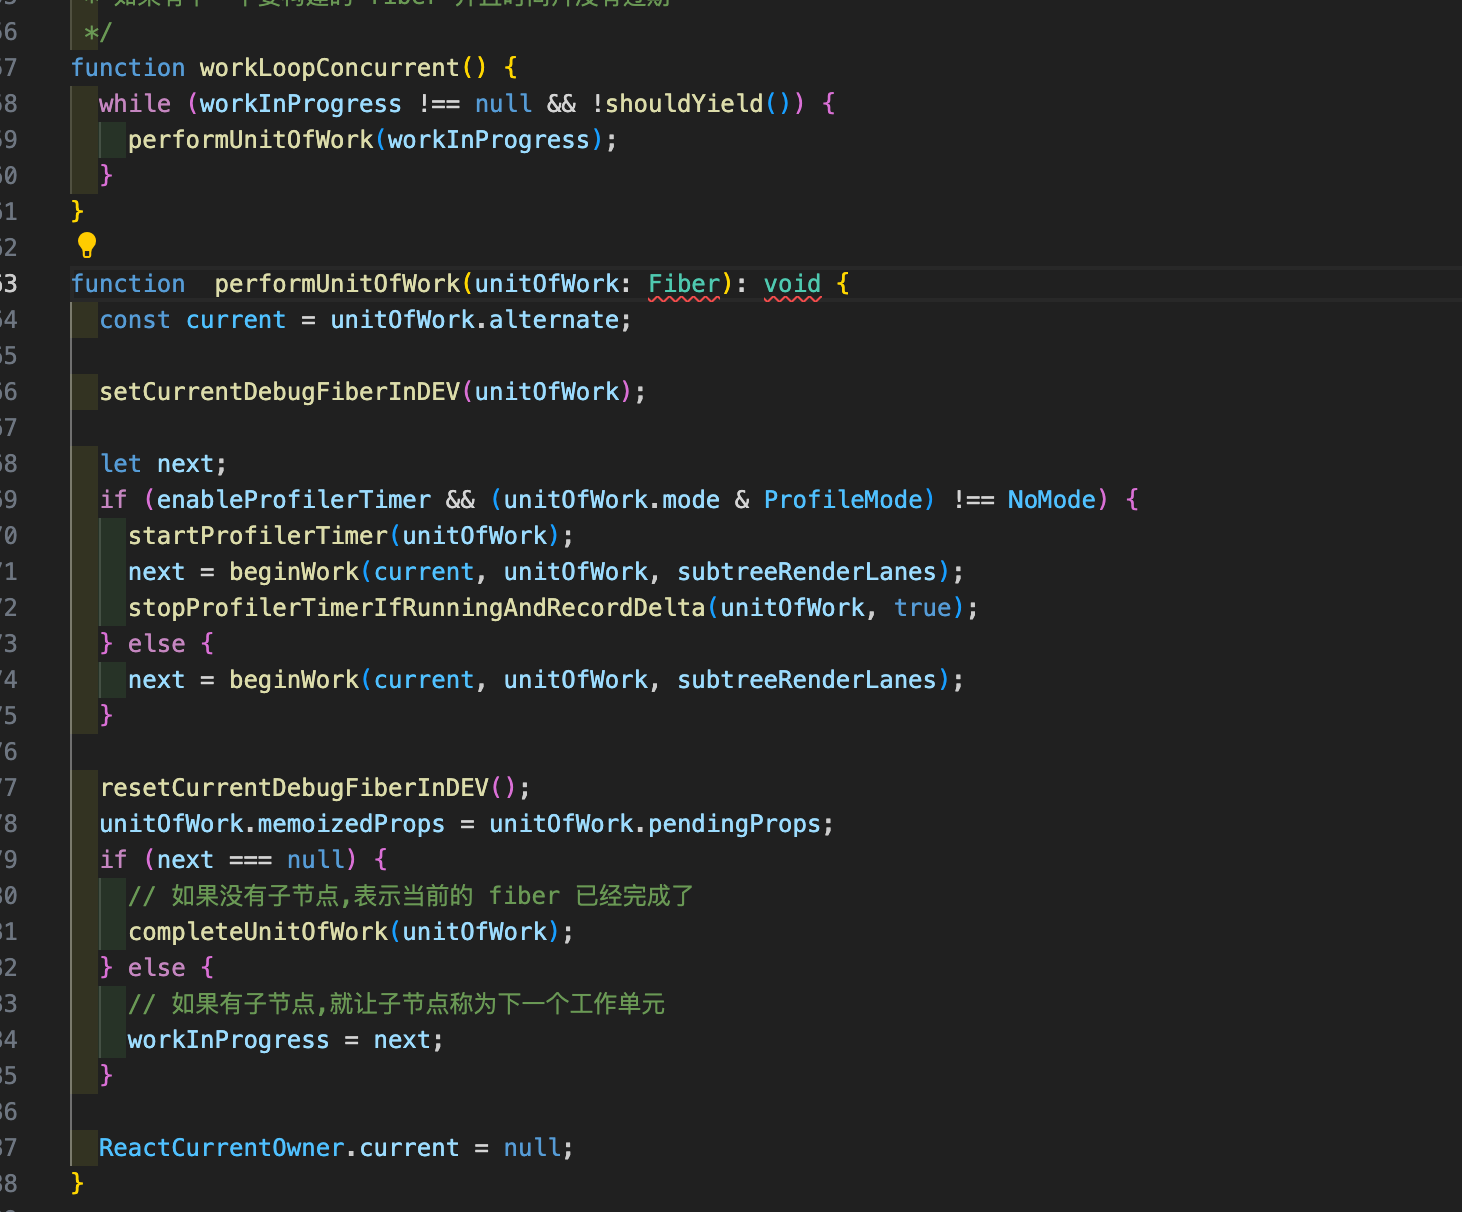 6 */
7 function workLoopConcurrent() {
8 while (workInProgress !== null && !shouldYield()) {
9 performUnitOfWork(workInProgress);
0 }
1 }
2
3 function  performUnitOfWork(unitOfWork: Fiber): void {
4 const current = unitOfWork.alternate;
5
6 setCurrentDebugFiberInDEV(unitOfWork);
7
8 let next;
9 if (enableProfilerTimer && (unitOfWork.mode & ProfileMode) !== NoMode) {
0 startProfilerTimer(unitOfWork);
1 next = beginWork(current, unitOfWork, subtreeRenderLanes);
2 stopProfilerTimerIfRunningAndRecordDelta(unitOfWork, true);
3 } else {
4 next = beginWork(current, unitOfWork, subtreeRenderLanes);
5 }
6
7 resetCurrentDebugFiberInDEV();
8 unitOfWork.memoizedProps = unitOfWork.pendingProps;
9 if (next === null) {
0 // 如果没有子节点,表示当前的 fiber 已经完成了
1 completeUnitOfWork(unitOfWork);
2 } else {
3 // 如果有子节点,就让子节点称为下一个工作单元
4 workInProgress = next;
5 }
6
7 ReactCurrentOwner.current = null;
8 }